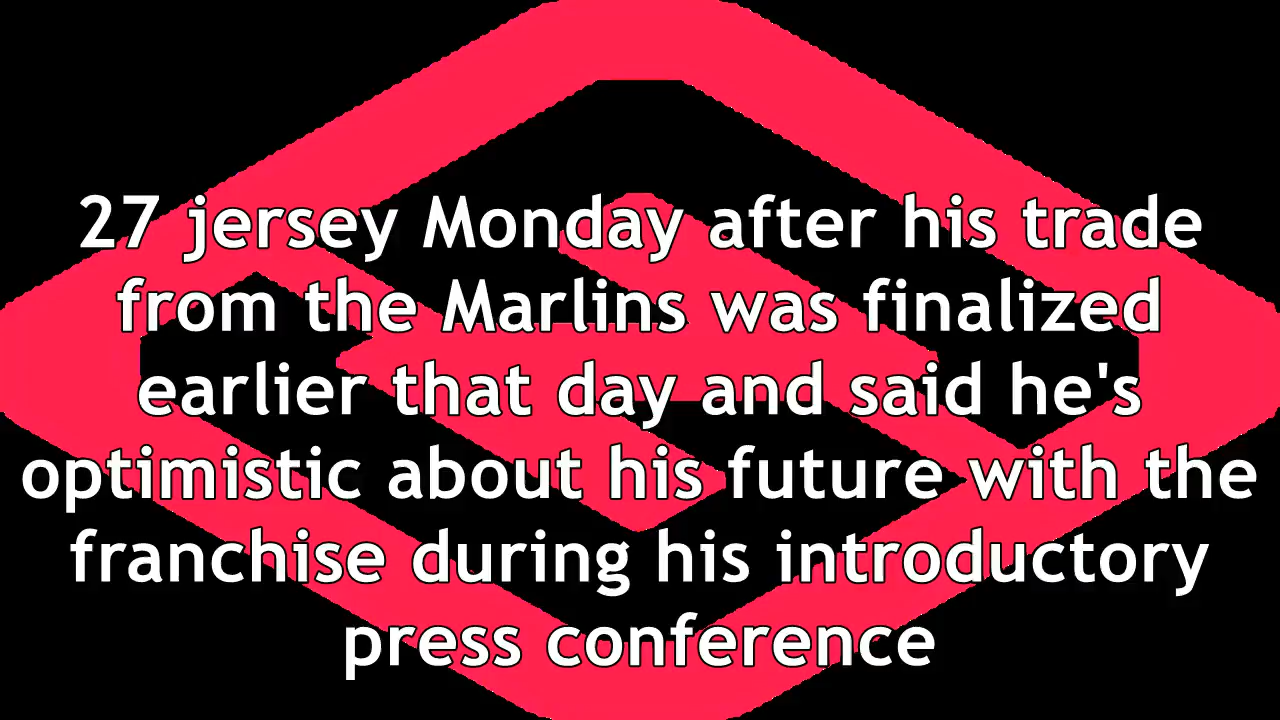 27 jersey Monday after his trade
from the Marlins was finalized
earlier that day and said he's
optimistic about his future with the
franchise during his introductory
press conference